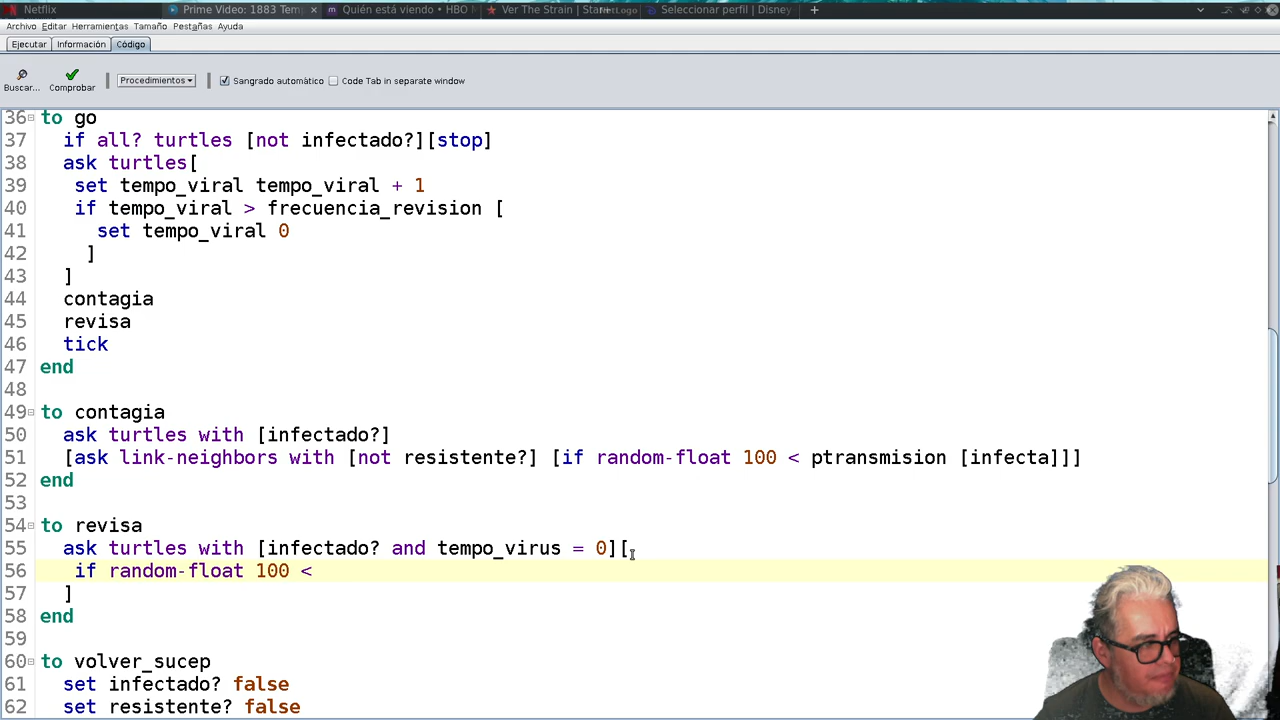 Netflix
Prime Video: 1883 Tem
Quién está viendo • HBO
Ver The Strain | Star+
NetLogo
Seleccionar perfil | Disney
Archivo Editar Herramientas Tamaño Pestañas Ayuda
Ejecutar Información Código
Buscar... Comprobar Procedimientos Sangrado automático Code Tab in separate window
36 to go
37 if all? turtles [not infectado?][stop]
38 ask turtles[
39 set tempo_viral tempo_viral + 1
40 if tempo_viral > frecuencia_revision [
41 set tempo_viral 0
42 ]
43 ]
44 contagia
45 revisa
46 tick
47 end
48
49 to contagia
50 ask turtles with [infectado?]
51 [ask link-neighbors with [not resistente?] [if random-float 100 < ptransmision [infecta]]]
52 end
53
54 to revisa
55 ask turtles with [infectado? and tempo_virus = 0][
56 if random-float 100 <
57 ]
58 end
59
60 to volver_sucep
61 set infectado? false
62 set resistente? false